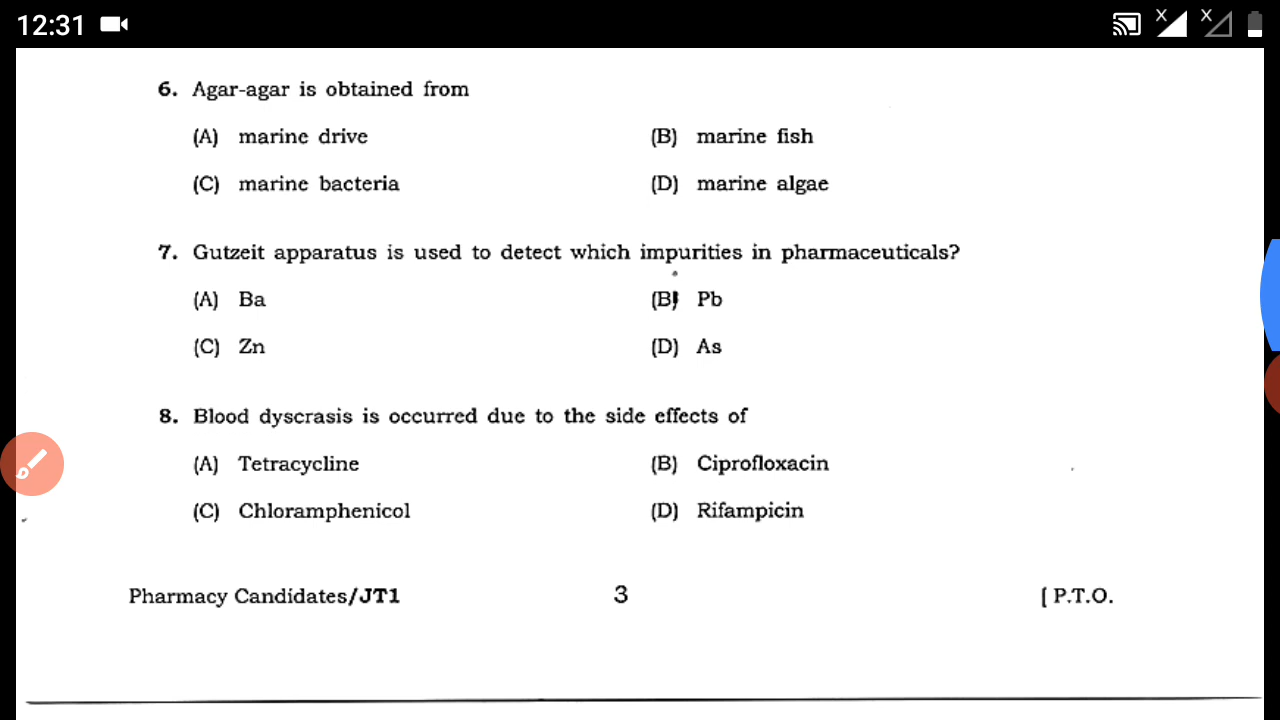 12:31
X X
6. Agar-agar is obtained from
(A) marine drive (B) marine fish
(C) marine bacteria (D) marine algae
7. Gutzeit apparatus is used to detect which impurities in pharmaceuticals?
(A) Ba (B) Pb
(C) Zn (D) As
8. Blood dyscrasis is occurred due to the side effects of
(A) Tetracycline (B) Ciprofloxacin
(C) Chloramphenicol (D) Rifampicin
Pharmacy Candidates/JT1 3 [ P.T.O.